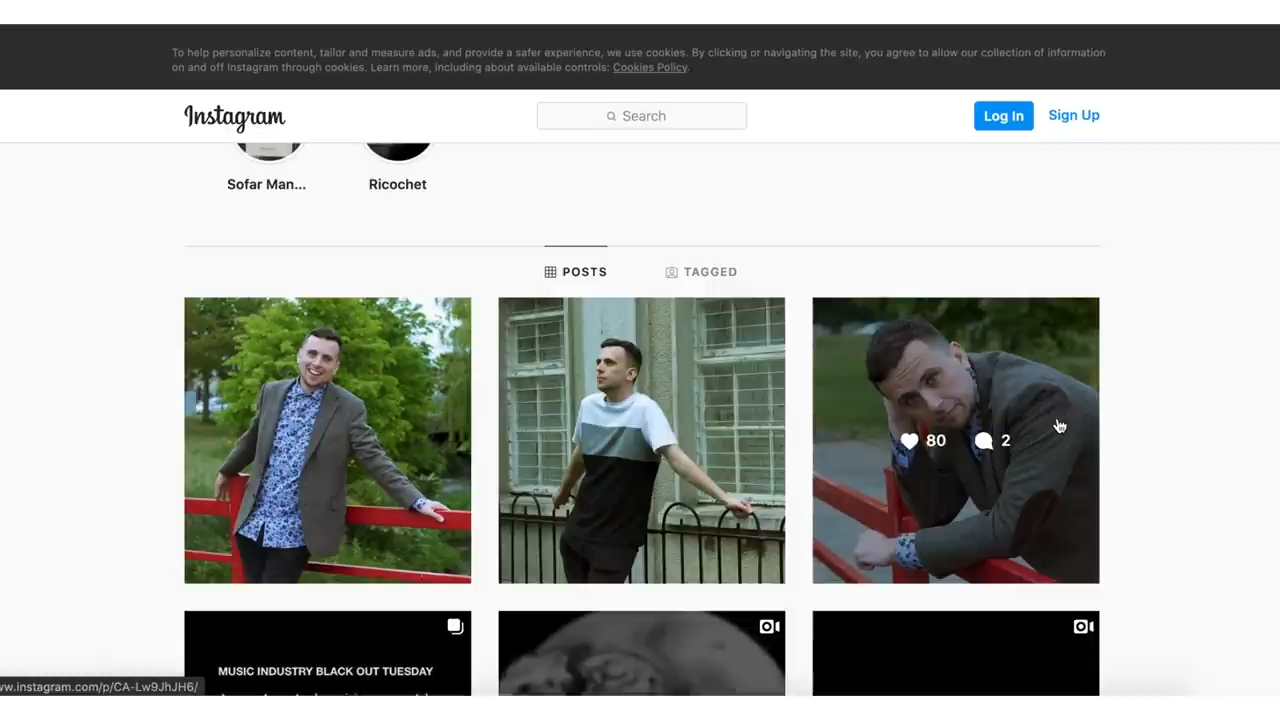 To help personalize content, tailor and measure ads, and provide a safer experience, we use cookies. By clicking or navigating the site, you agree to allow our collection of information
on and off Instagram through cookies. Learn more, including about available controls: Cookies Policy.
Instagram
Search
Log In
Sign Up
Sofar Man...
Ricochet
POSTS
TAGGED
80
2
MUSIC INDUSTRY BLACK OUT TUESDAY
w.instagram.com/p/CA-Lw9JhJH6/